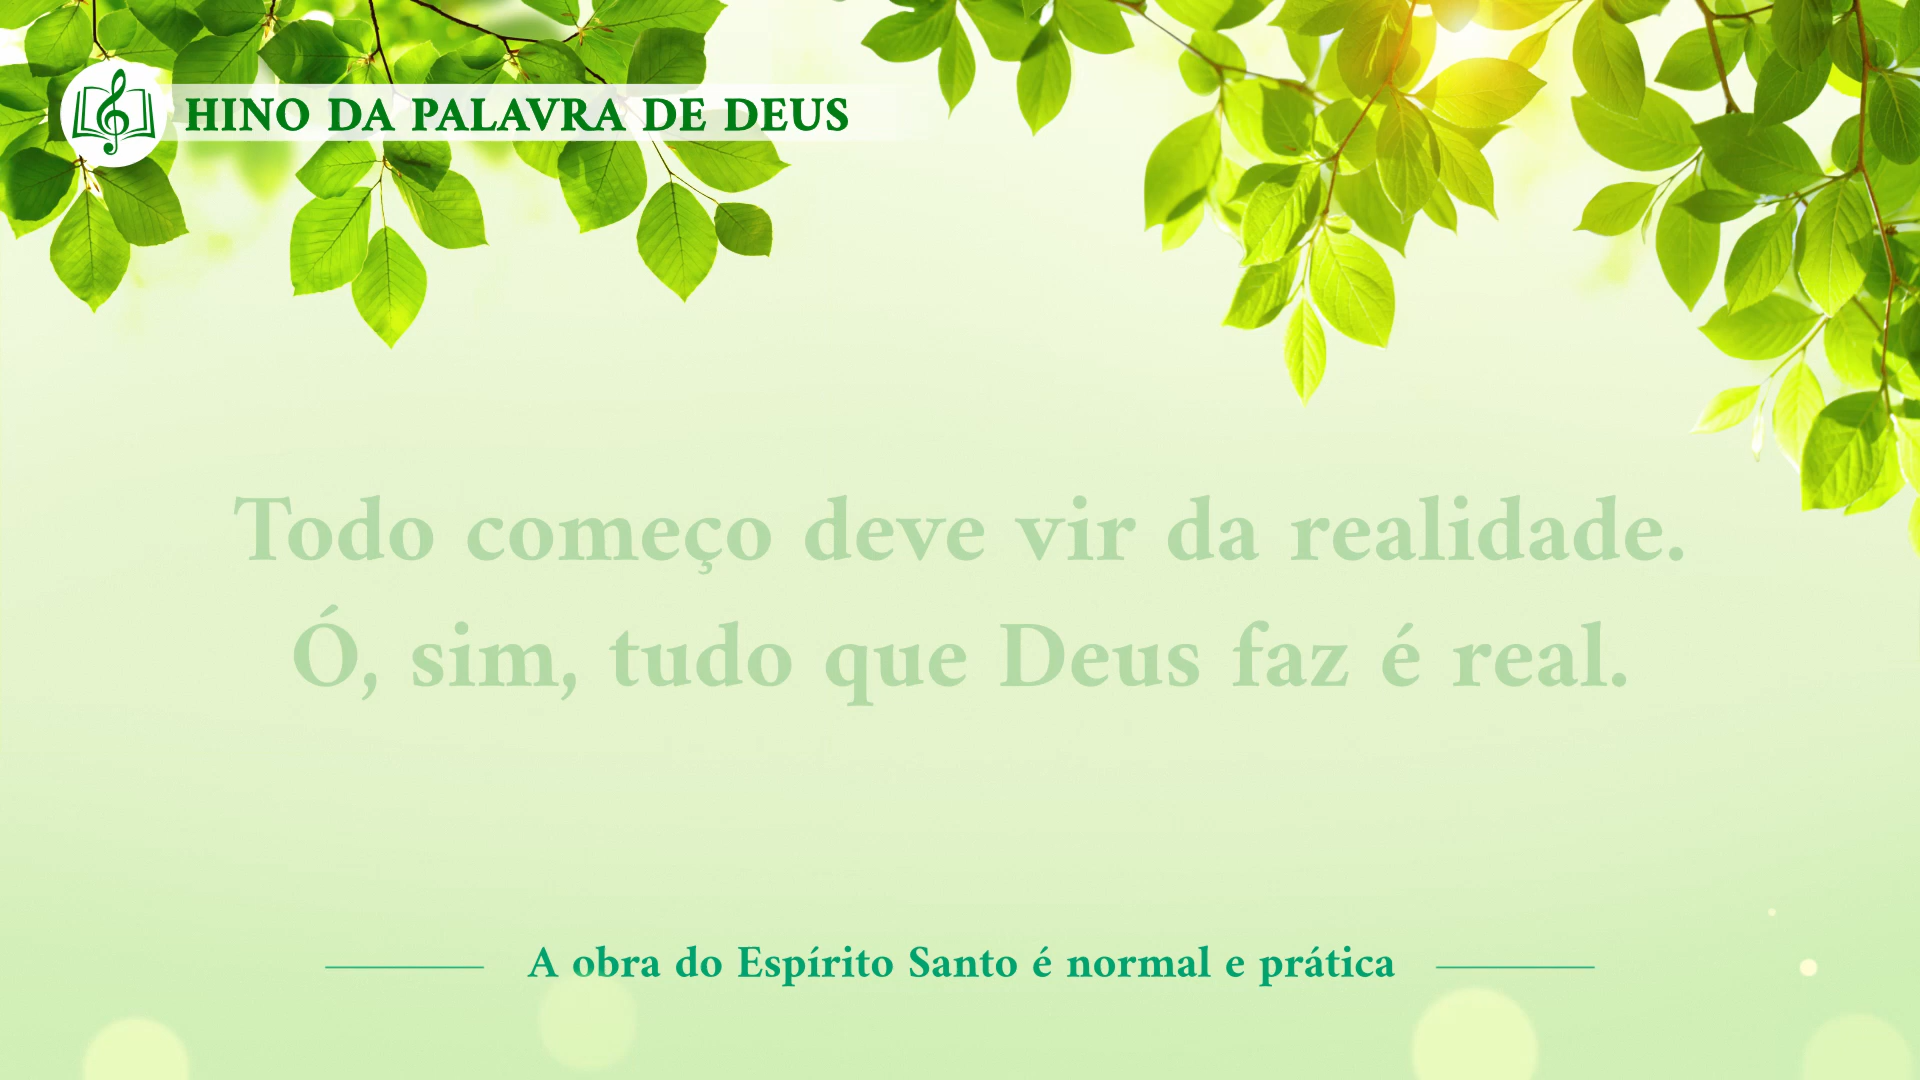 HINO DA PALAVRA DE DEUS
Todo começo deve vir da realidade.
Ó, sim, tudo que Deus faz é real.
A obra do Espírito Santo é normal e prática